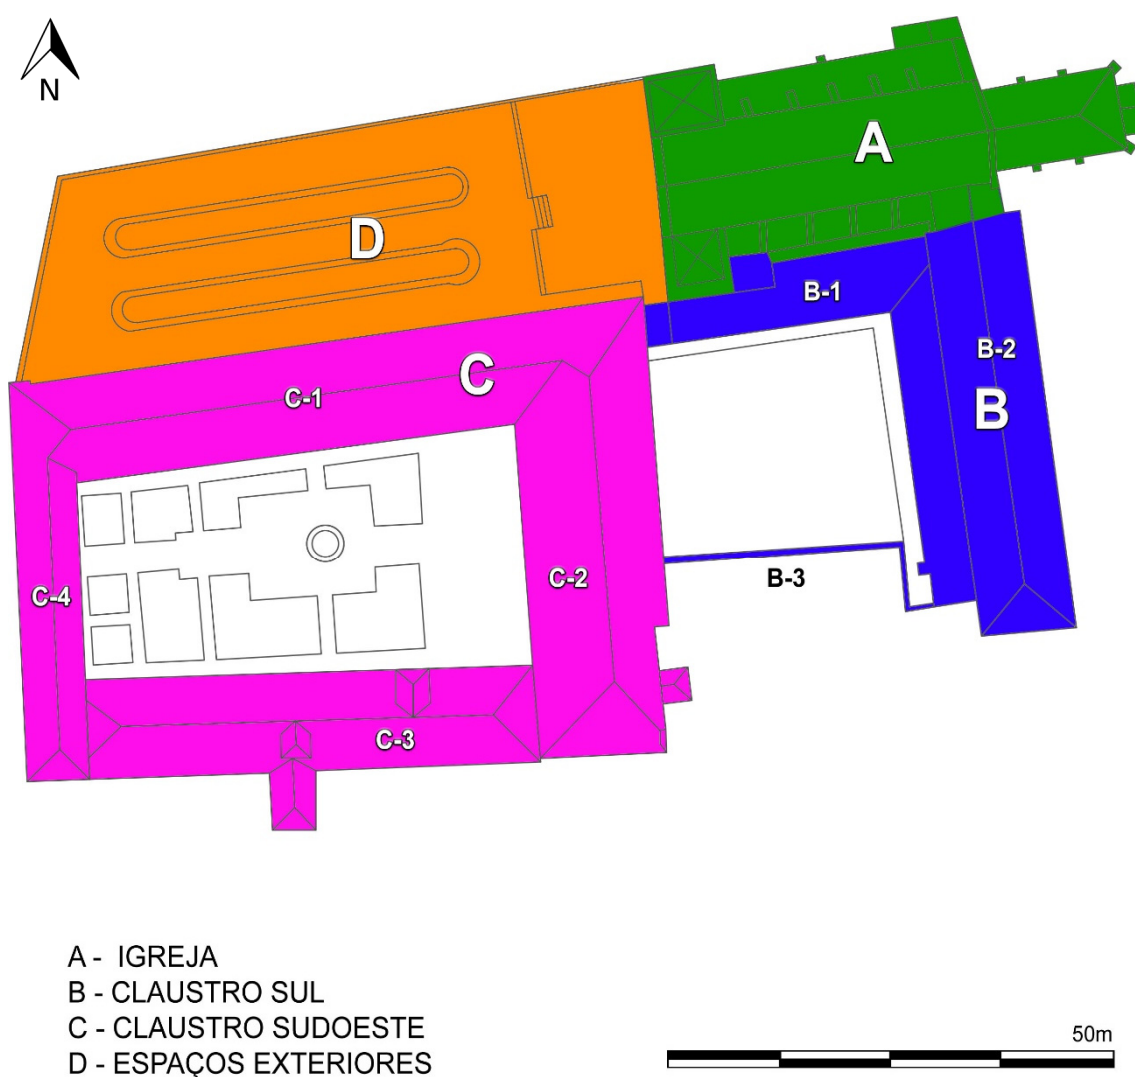 N
A
D
B-1
B-2
C
C-1
B
C-2
B-3
C-4
C-3
A - IGREJA
B - CLAUSTRO SUL
C - CLAUSTRO SUDOESTE
D - ESPAÇOS EXTERIORES
50m